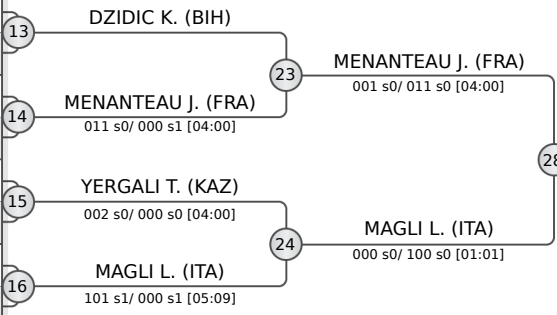 DZIDIC K. (BIH)
13
MENANTEAU J. (FRA)
23
001 s0/ 011 s0 [04:00]
MENANTEAU J. (FRA)
14
011 s0/ 000 s1 [04:00]
28
YERGALI T. (KAZ)
15
002 s0/ 000 s0 [04:00]
MAGLI L. (ITA)
24
000 s0/ 100 s0 [01:01]
MAGLI L. (ITA)
16
101 s1/ 000 s1 [05:09]